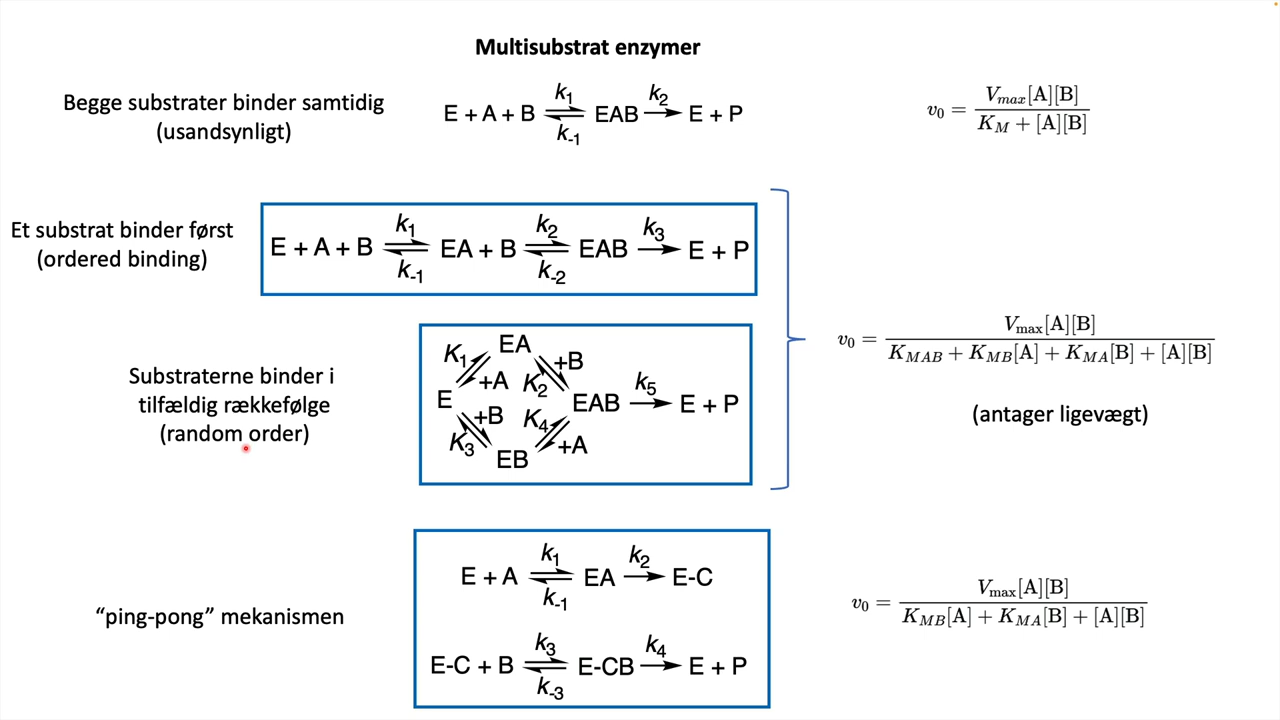 Multisubstrat enzymer
Begge substrater binder samtidig
(usandsynligt)
E + A + B ⇌ EAB → E + P
k1
k-1
k2
v0 = Vmax[A][B] / KM + [A][B]
Et substrat binder først
(ordered binding)
E + A + B ⇌ EA + B ⇌ EAB → E + P
k1
k-1
k2
k-2
k3
Substraterne binder i
tilfældig rækkefølge
(random order)
EA
K1
+A
+B
K2
E
EAB → E + P
k5
+B
K3
K4
+A
EB
v0 = Vmax[A][B] / KMAB + KMB[A] + KMA[B] + [A][B]
(antager ligevægt)
“ping-pong” mekanismen
E + A ⇌ EA → E-C
k1
k-1
k2
E-C + B ⇌ E-CB → E + P
k3
k-3
k4
v0 = Vmax[A][B] / KMB[A] + KMA[B] + [A][B]